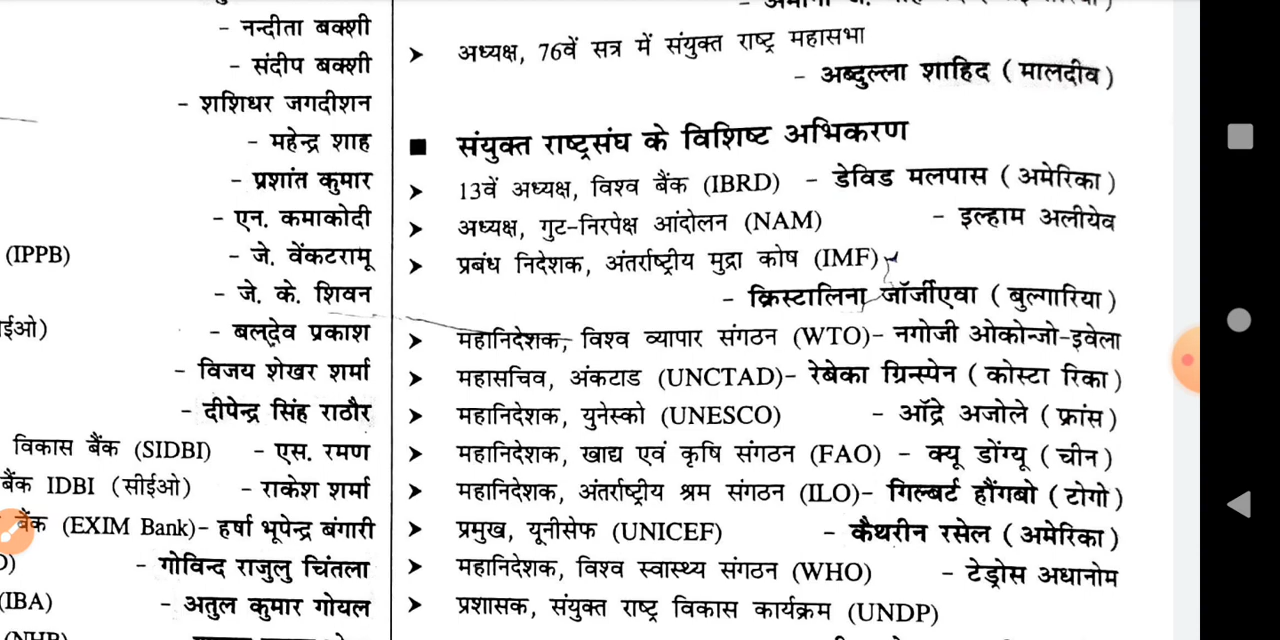 - नन्दीता बक्शी
- संदीप बक्शी
- शशिधर जगदीशन
- महेन्द्र शाह
- प्रशांत कुमार
- एन. कमाकोदी
(IPPB) - जे. वेंकटरामू
- जे. के. शिवन
ईओ) - बल्देव प्रकाश
- विजय शेखर शर्मा
- दीपेन्द्र सिंह राठौर
विकास बैंक (SIDBI) - एस. रमण
बैंक IDBI (सीईओ) - राकेश शर्मा
बैंक (EXIM Bank)- हर्षा भूपेन्द्र बंगारी
- गोविन्द राजुलु चिंतला
(IBA) - अतुल कुमार गोयल
➤ अध्यक्ष, 76वें सत्र में संयुक्त राष्ट्र महासभा
- अब्दुल्ला शाहिद (मालदीव)
■ संयुक्त राष्ट्रसंघ के विशिष्ट अभिकरण
➤ 13वें अध्यक्ष, विश्व बैंक (IBRD) - डेविड मलपास (अमेरिका)
➤ अध्यक्ष, गुट-निरपेक्ष आंदोलन (NAM) - इल्हाम अलीयेव
➤ प्रबंध निदेशक, अंतर्राष्ट्रीय मुद्रा कोष (IMF)
- क्रिस्टालिना जॉर्जीएवा (बुल्गारिया)
➤ महानिदेशक, विश्व व्यापार संगठन (WTO)- नगोजी ओकोन्जो-इवेला
➤ महासचिव, अंकटाड (UNCTAD)- रेबेका ग्रिन्स्पेन (कोस्टा रिका)
➤ महानिदेशक, युनेस्को (UNESCO) - ऑद्रे अजोले (फ्रांस)
➤ महानिदेशक, खाद्य एवं कृषि संगठन (FAO) - क्यू डोंग्यू (चीन)
➤ महानिदेशक, अंतर्राष्ट्रीय श्रम संगठन (ILO)- गिल्बर्ट हौंगबो (टोगो)
➤ प्रमुख, यूनीसेफ (UNICEF) - कैथरीन रसेल (अमेरिका)
➤ महानिदेशक, विश्व स्वास्थ्य संगठन (WHO) - टेड्रोस अधानोम
➤ प्रशासक, संयुक्त राष्ट्र विकास कार्यक्रम (UNDP)